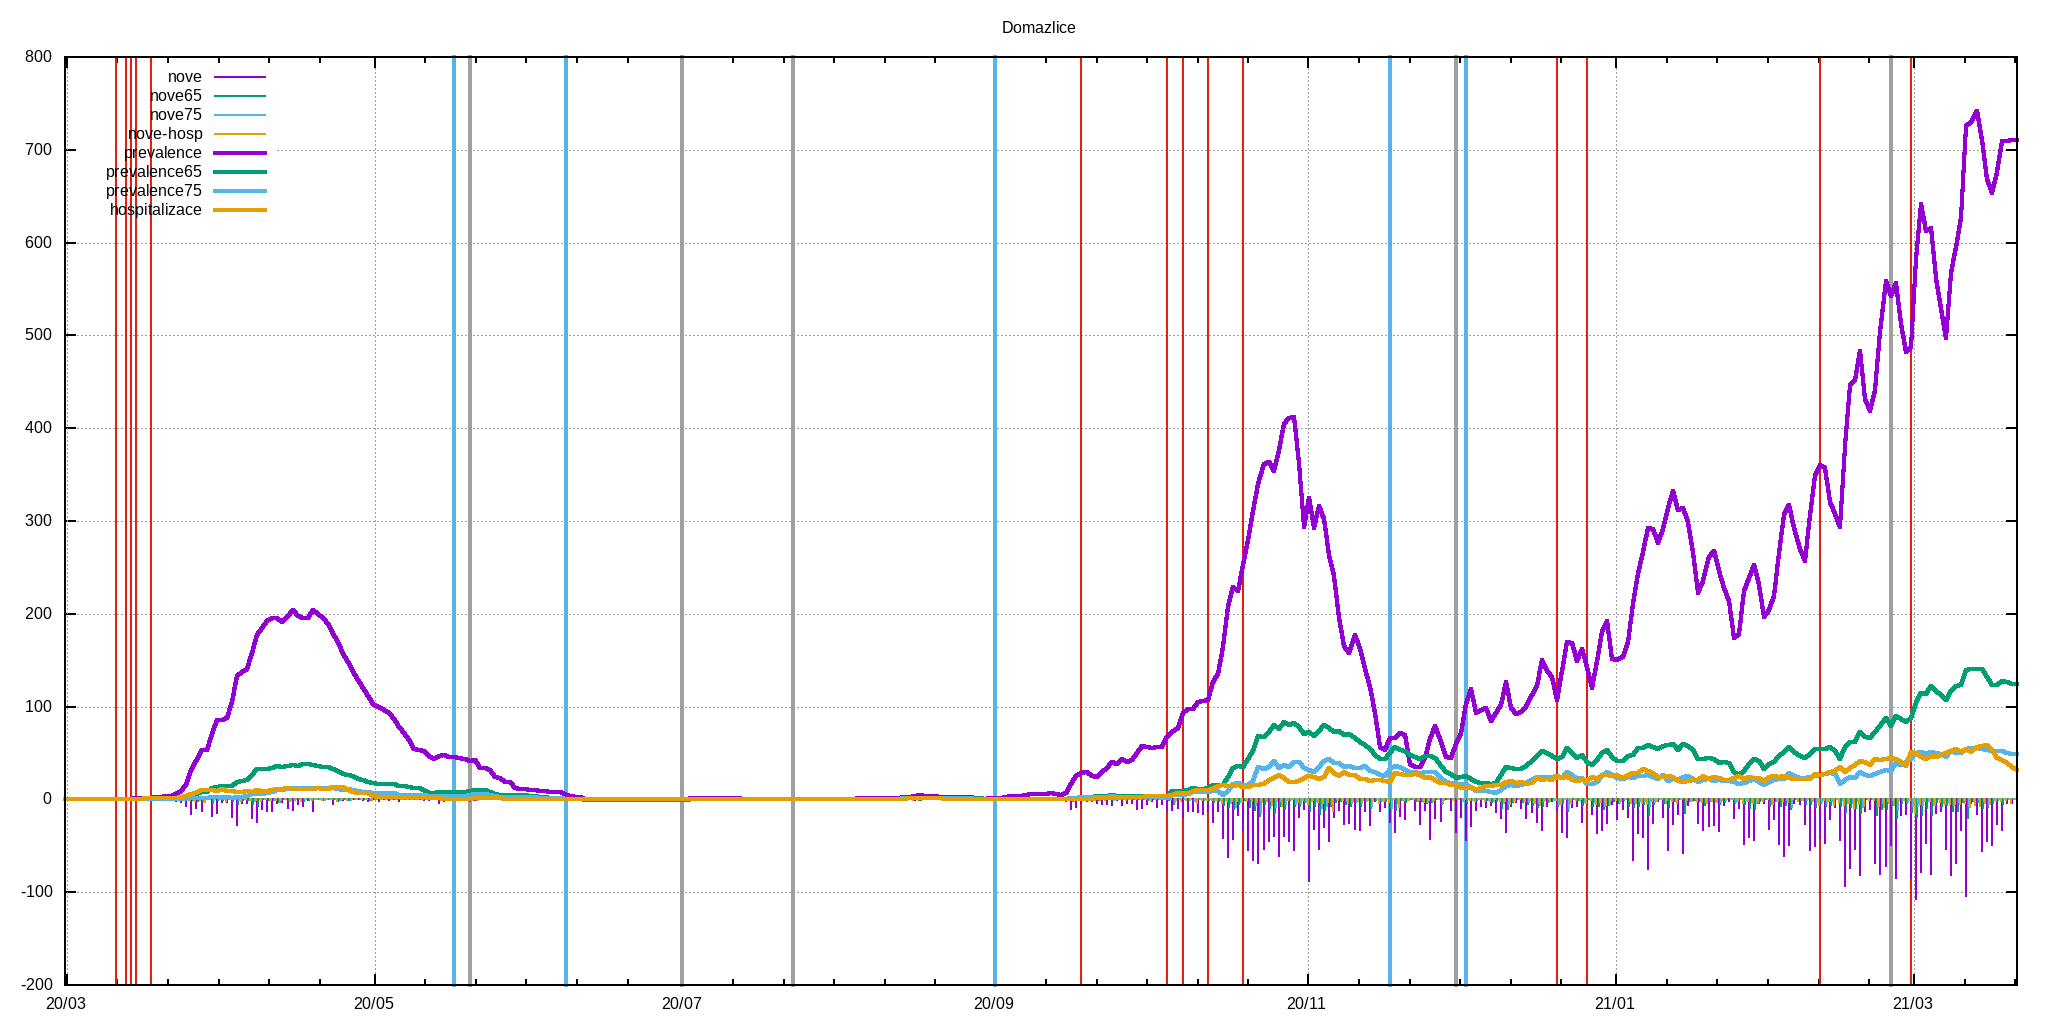 Domazlice
800
700
600
500
400
300
200
100
0
-100
-200
nove
nove65
nove75
nove-hosp
prevalence
prevalence65
prevalence75
hospitalizace
20/03 20/05 20/07 20/09 20/11 21/01 21/03